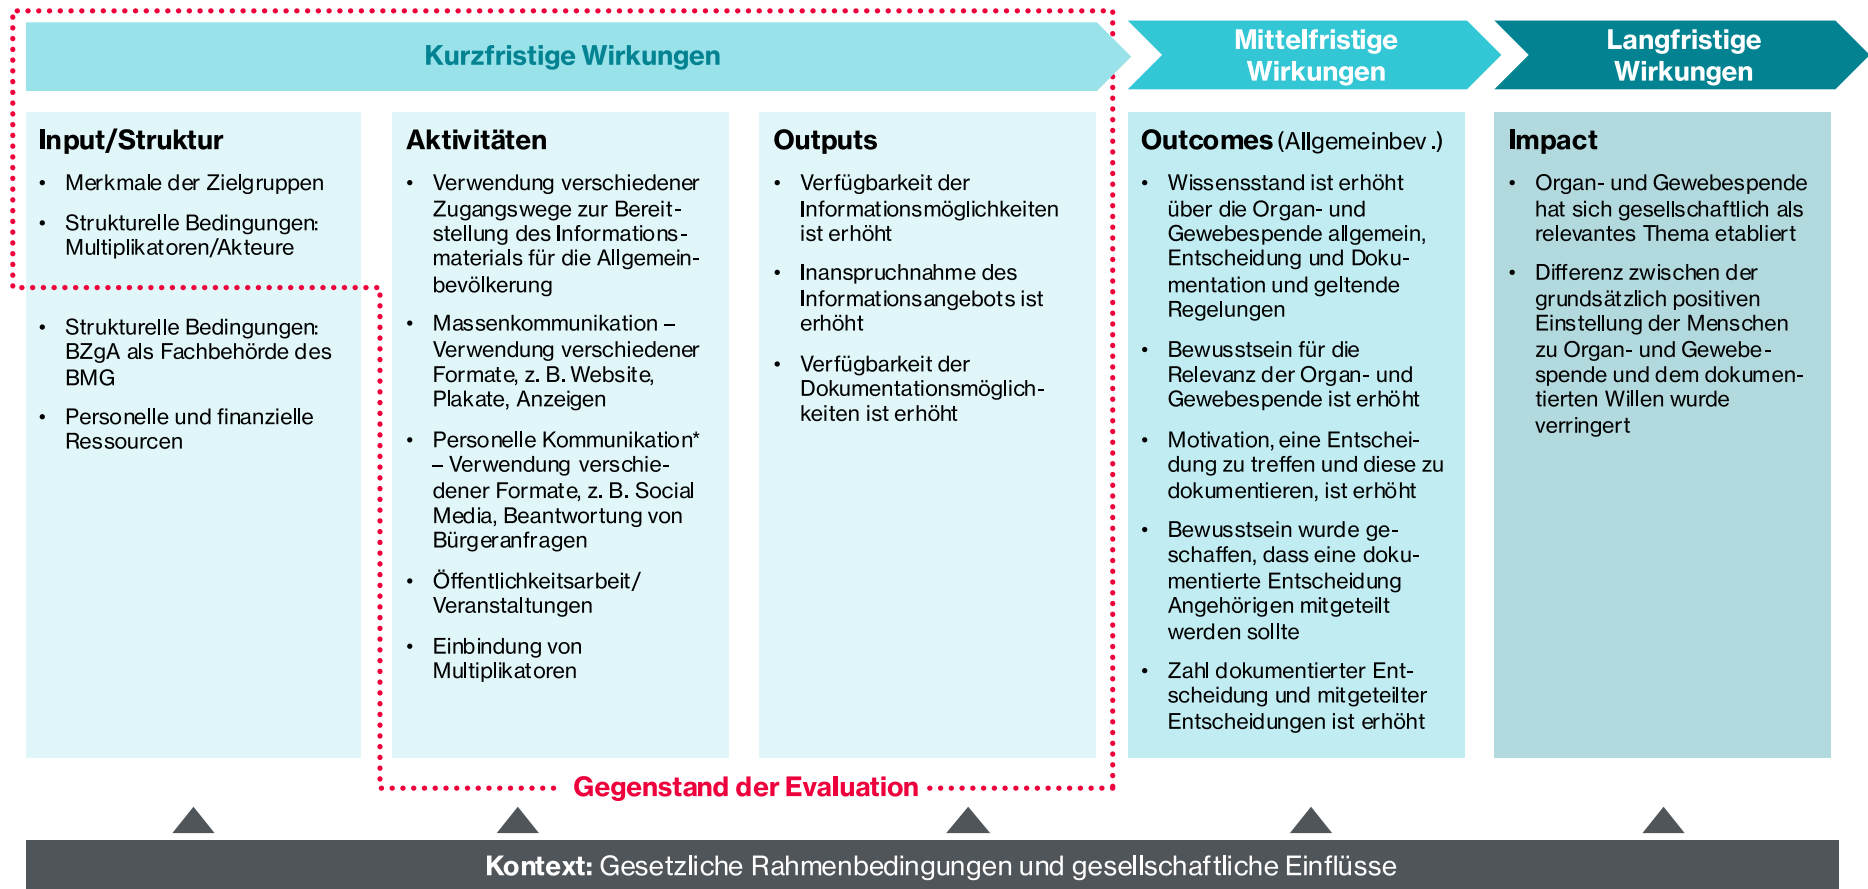 Kurzfristige Wirkungen
Mittelfristige
Wirkungen
Langfristige
Wirkungen
Input/Struktur
• Merkmale der Zielgruppen
• Strukturelle Bedingungen:
Multiplikatoren/Akteure
• Strukturelle Bedingungen:
BZgA als Fachbehörde des
BMG
• Personelle und finanzielle
Ressourcen
Aktivitäten
• Verwendung verschiedener
Zugangswege zur Bereit-
stellung des Informations-
materials für die Allgemein-
bevölkerung
• Massenkommunikation –
Verwendung verschiedener
Formate, z. B. Website,
Plakate, Anzeigen
• Personelle Kommunikation*
– Verwendung verschie-
dener Formate, z. B. Social
Media, Beantwortung von
Bürgeranfragen
• Öffentlichkeitsarbeit/
Veranstaltungen
• Einbindung von
Multiplikatoren
Outputs
• Verfügbarkeit der
Informationsmöglichkeiten
ist erhöht
• Inanspruchnahme des
Informationsangebots ist
erhöht
• Verfügbarkeit der
Dokumentationsmöglich-
keiten ist erhöht
Outcomes (Allgemeinbev.)
• Wissensstand ist erhöht
über die Organ- und
Gewebespende allgemein,
Entscheidung und Doku-
mentation und geltende
Regelungen
• Bewusstsein für die
Relevanz der Organ- und
Gewebespende ist erhöht
• Motivation, eine Entschei-
dung zu treffen und diese zu
dokumentieren, ist erhöht
• Bewusstsein wurde ge-
schaffen, dass eine doku-
mentierte Entscheidung
Angehörigen mitgeteilt
werden sollte
• Zahl dokumentierter Ent-
scheidung und mitgeteilter
Entscheidungen ist erhöht
Impact
• Organ- und Gewebespende
hat sich gesellschaftlich als
relevantes Thema etabliert
• Differenz zwischen der
grundsätzlich positiven
Einstellung der Menschen
zu Organ- und Gewebe-
spende und dem dokumen-
tierten Willen wurde
verringert
Gegenstand der Evaluation
Kontext: Gesetzliche Rahmenbedingungen und gesellschaftliche Einflüsse